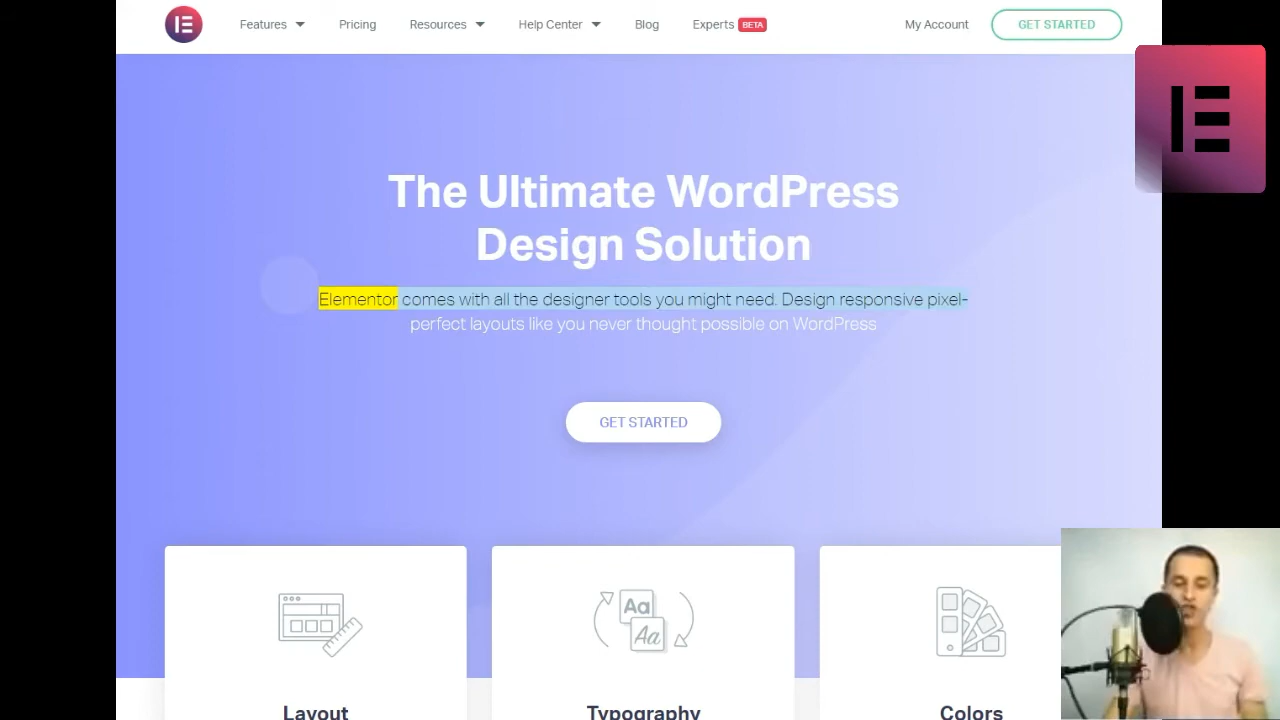 Features Pricing Resources Help Center Blog Experts BETA My Account GET STARTED
The Ultimate WordPress
Design Solution
Elementor comes with all the designer tools you might need. Design responsive pixel-
perfect layouts like you never thought possible on WordPress
GET STARTED
Aa
Aa
Layout Typography Colors